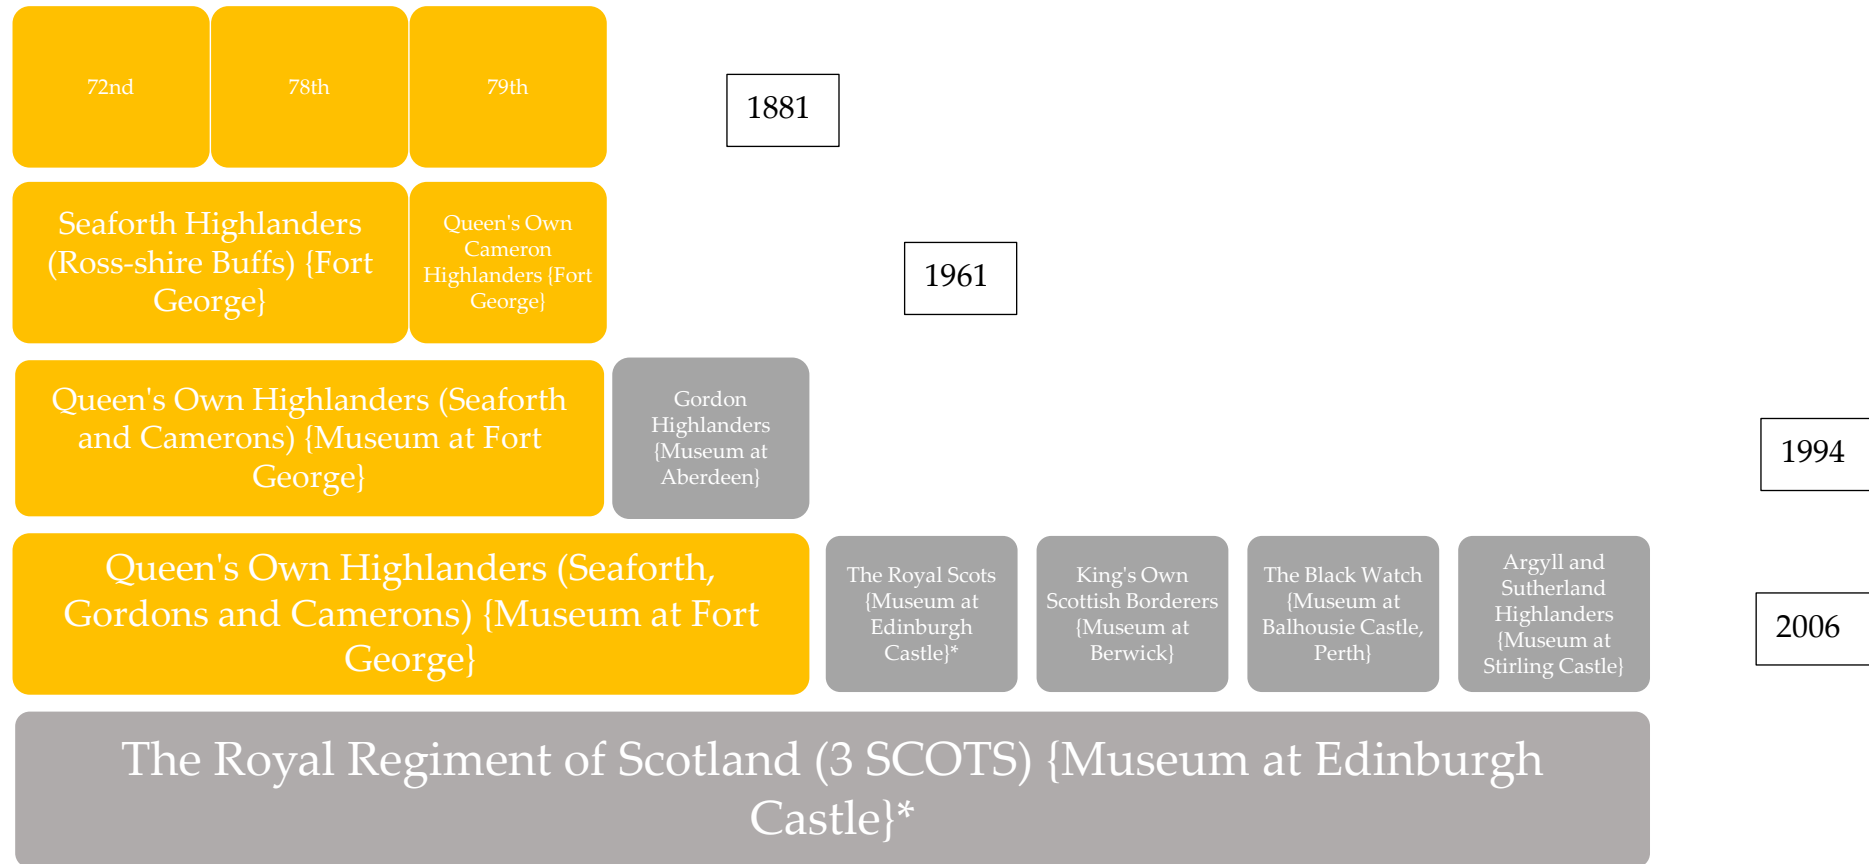 72nd
78th
79th
1881
Seaforth Highlanders
(Ross-shire Buffs) {Fort
George}
Queen's Own
Cameron
Highlanders {Fort
George}
1961
Queen's Own Highlanders (Seaforth
and Camerons) {Museum at Fort
George}
Gordon
Highlanders
{Museum at
Aberdeen}
1994
Queen's Own Highlanders (Seaforth,
Gordons and Camerons) {Museum at Fort
George}
The Royal Scots
{Museum at
Edinburgh
Castle}*
King's Own
Scottish Borderers
{Museum at
Berwick}
The Black Watch
{Museum at
Balhousie Castle,
Perth}
Argyll and
Sutherland
Highlanders
{Museum at
Stirling Castle}
2006
The Royal Regiment of Scotland (3 SCOTS) {Museum at Edinburgh
Castle}*